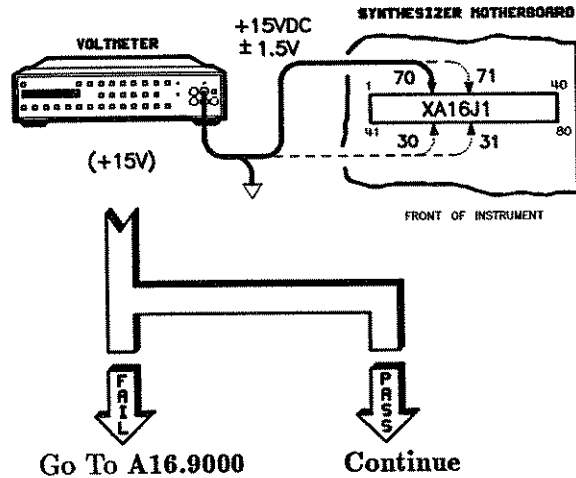 SYNTHESIZER MOTHERBOARD
+15VDC
± 1.5V
VOLTMETER
70 71
1 40
XA16J1
41 80
30 31
(+15V)
FRONT OF INSTRUMENT
FAIL
PASS
Go To A16.9000
Continue